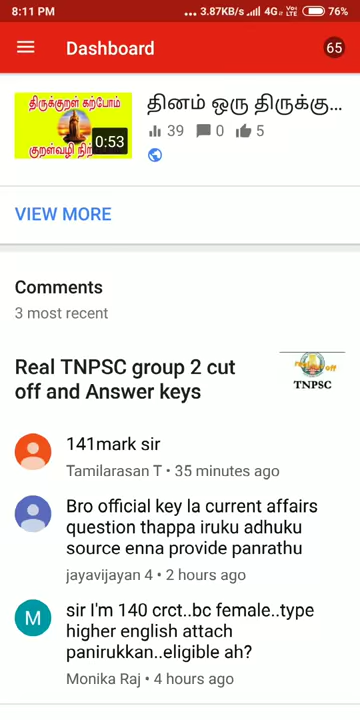 8:11 PM ... 3.87KB/s 4G VoLTE 76%
Dashboard 65
திருக்குறள் கற்போம்
0:53
தினம் ஒரு திருக்கு...
39 0 5
VIEW MORE
Comments
3 most recent
Real TNPSC group 2 cut
off and Answer keys
TNPSC
141mark sir
Tamilarasan T • 35 minutes ago
Bro official key la current affairs
question thappa iruku adhuku
source enna provide panrathu
jayavijayan 4 • 2 hours ago
M
sir I'm 140 crct..bc female..type
higher english attach
panirukkan..eligible ah?
Monika Raj • 4 hours ago